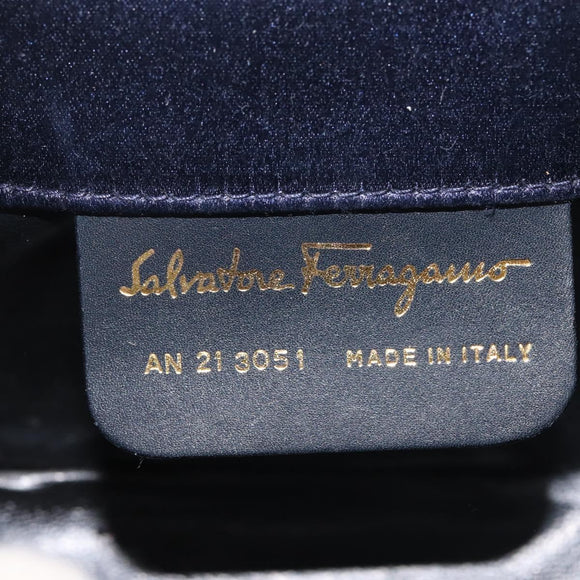 Salvatore Ferragamo
AN 21 3051 MADE IN ITALY